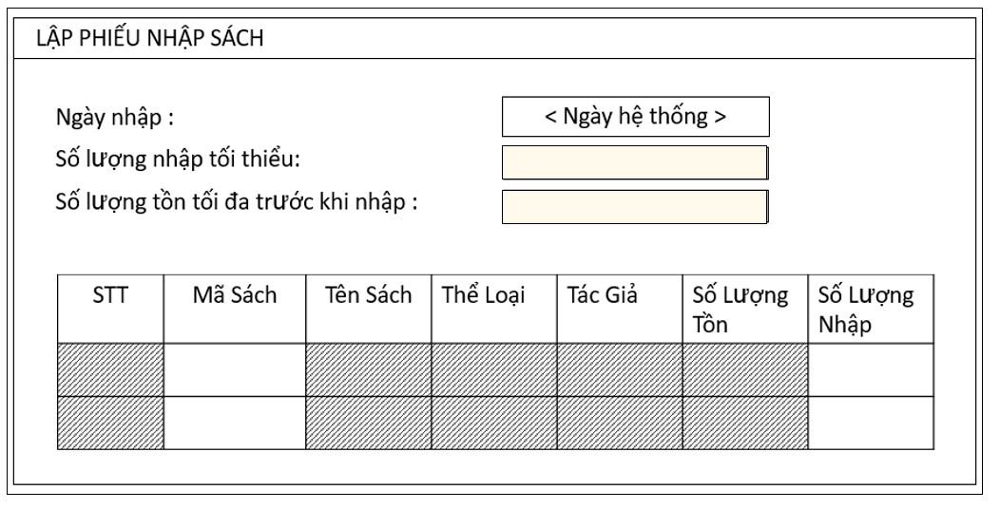 LẬP PHIẾU NHẬP SÁCH
Ngày nhập :
< Ngày hệ thống >
Số lượng nhập tối thiểu:
Số lượng tồn tối đa trước khi nhập :
STT
Mã Sách
Tên Sách
Thể Loại
Tác Giả
Số Lượng
Tồn
Số Lượng
Nhập